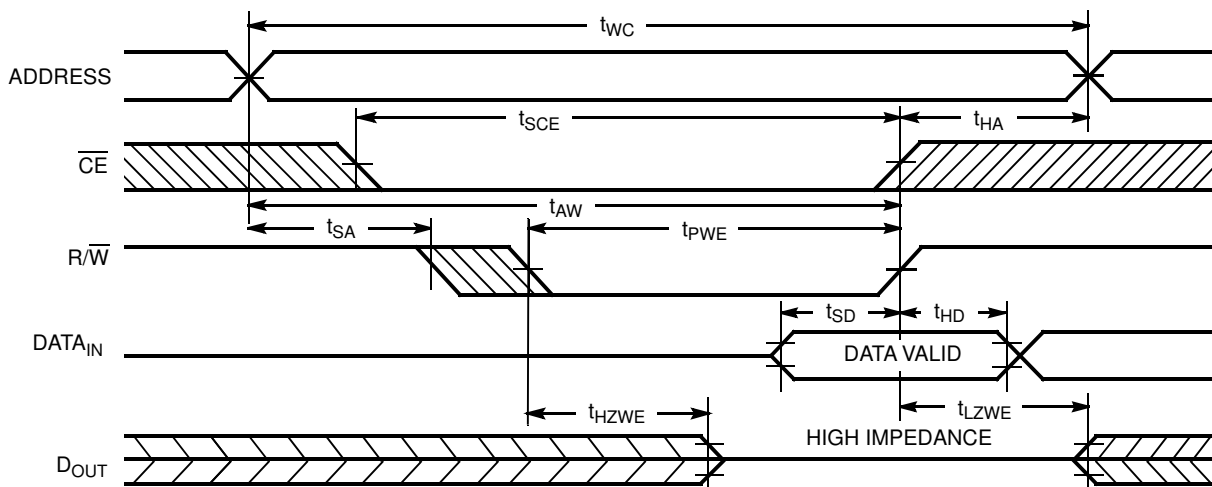 tWC
ADDRESS
tSCE
tHA
CE
tAW
tSA
tPWE
R/W
tSD
tHD
DATAIN
DATA VALID
tHZWE
tLZWE
HIGH IMPEDANCE
DOUT